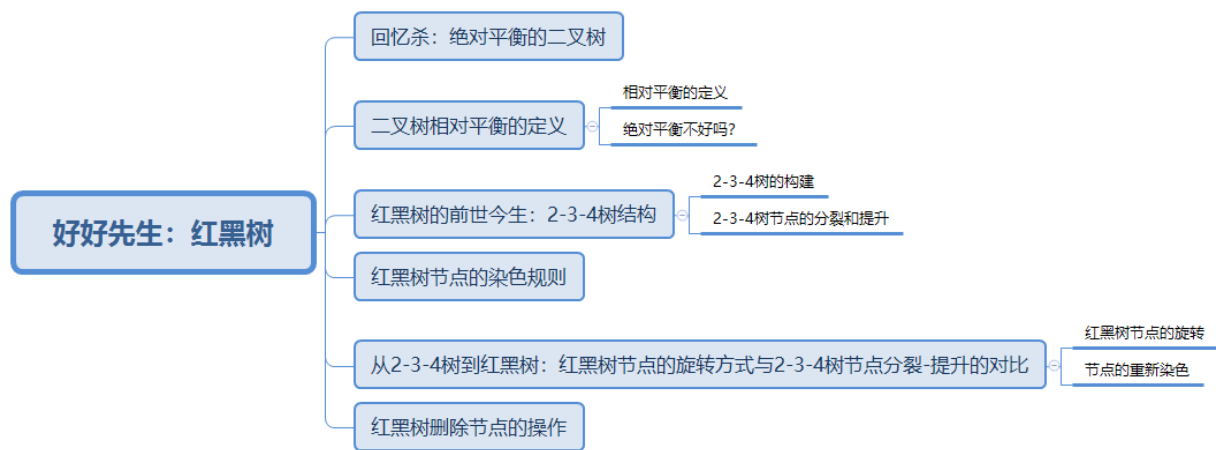 好好先生：红黑树
回忆杀：绝对平衡的二叉树
二叉树相对平衡的定义
相对平衡的定义
绝对平衡不好吗？
红黑树的前世今生：2-3-4树结构
2-3-4树的构建
2-3-4树节点的分裂和提升
红黑树节点的染色规则
从2-3-4树到红黑树：红黑树节点的旋转方式与2-3-4树节点分裂-提升的对比
红黑树节点的旋转
节点的重新染色
红黑树删除节点的操作